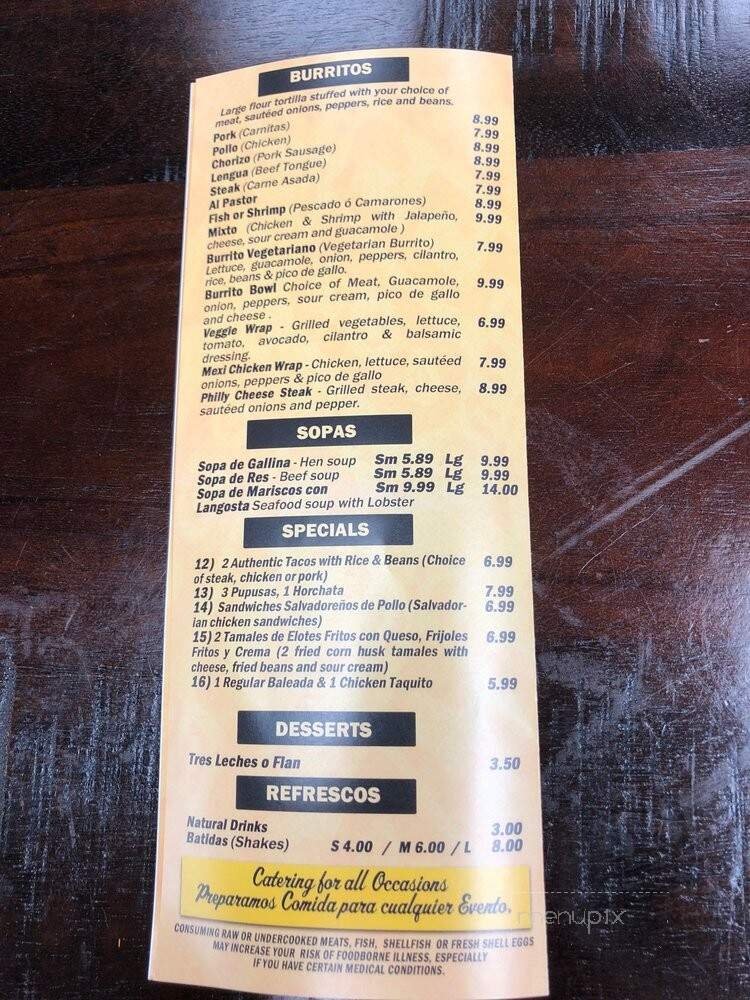 BURRITOS
Large flour tortilla stuffed with your choice of
meat, sautéed onions, peppers, rice and beans.
Pork (Carnitas) 8.99
Pollo (Chicken) 7.99
Chorizo (Pork Sausage) 8.99
Lengua (Beef Tongue) 8.99
Steak (Carne Asada) 7.99
Al Pastor 7.99
Fish or Shrimp (Pescado ó Camarones) 8.99
Mixto (Chicken & Shrimp with Jalapeño, 9.99
cheese, sour cream and guacamole )
Burrito Vegetariano (Vegetarian Burrito) 7.99
Lettuce, guacamole, onion, peppers, cilantro,
rice, beans & pico de gallo.
Burrito Bowl Choice of Meat, Guacamole, 9.99
onion, peppers, sour cream, pico de gallo
and cheese .
Veggie Wrap - Grilled vegetables, lettuce, 6.99
tomato, avocado, cilantro & balsamic
dressing.
Mexi Chicken Wrap - Chicken, lettuce, sautéed 7.99
onions, peppers & pico de gallo
Philly Cheese Steak - Grilled steak, cheese, 8.99
sautéed onions and pepper.
SOPAS
Sopa de Gallina - Hen soup Sm 5.89 Lg 9.99
Sopa de Res - Beef soup Sm 5.89 Lg 9.99
Sopa de Mariscos con Sm 9.99 Lg 14.00
Langosta Seafood soup with Lobster
SPECIALS
12) 2 Authentic Tacos with Rice & Beans (Choice 6.99
of steak, chicken or pork)
13) 3 Pupusas, 1 Horchata 7.99
14) Sandwiches Salvadoreños de Pollo (Salvador- 6.99
ian chicken sandwiches)
15) 2 Tamales de Elotes Fritos con Queso, Frijoles 6.99
Fritos y Crema (2 fried corn husk tamales with
cheese, fried beans and sour cream)
16) 1 Regular Baleada & 1 Chicken Taquito 5.99
DESSERTS
Tres Leches o Flan 3.50
REFRESCOS
Natural Drinks 3.00
Batidas (Shakes) S 4.00 / M 6.00 / L 8.00
Catering for all Occasions
Preparamos Comida para cualquier Evento.
menupix
CONSUMING RAW OR UNDERCOOKED MEATS, FISH, SHELLFISH OR FRESH SHELL EGGS
MAY INCREASE YOUR RISK OF FOODBORNE ILLNESS, ESPECIALLY
IF YOU HAVE CERTAIN MEDICAL CONDITIONS.